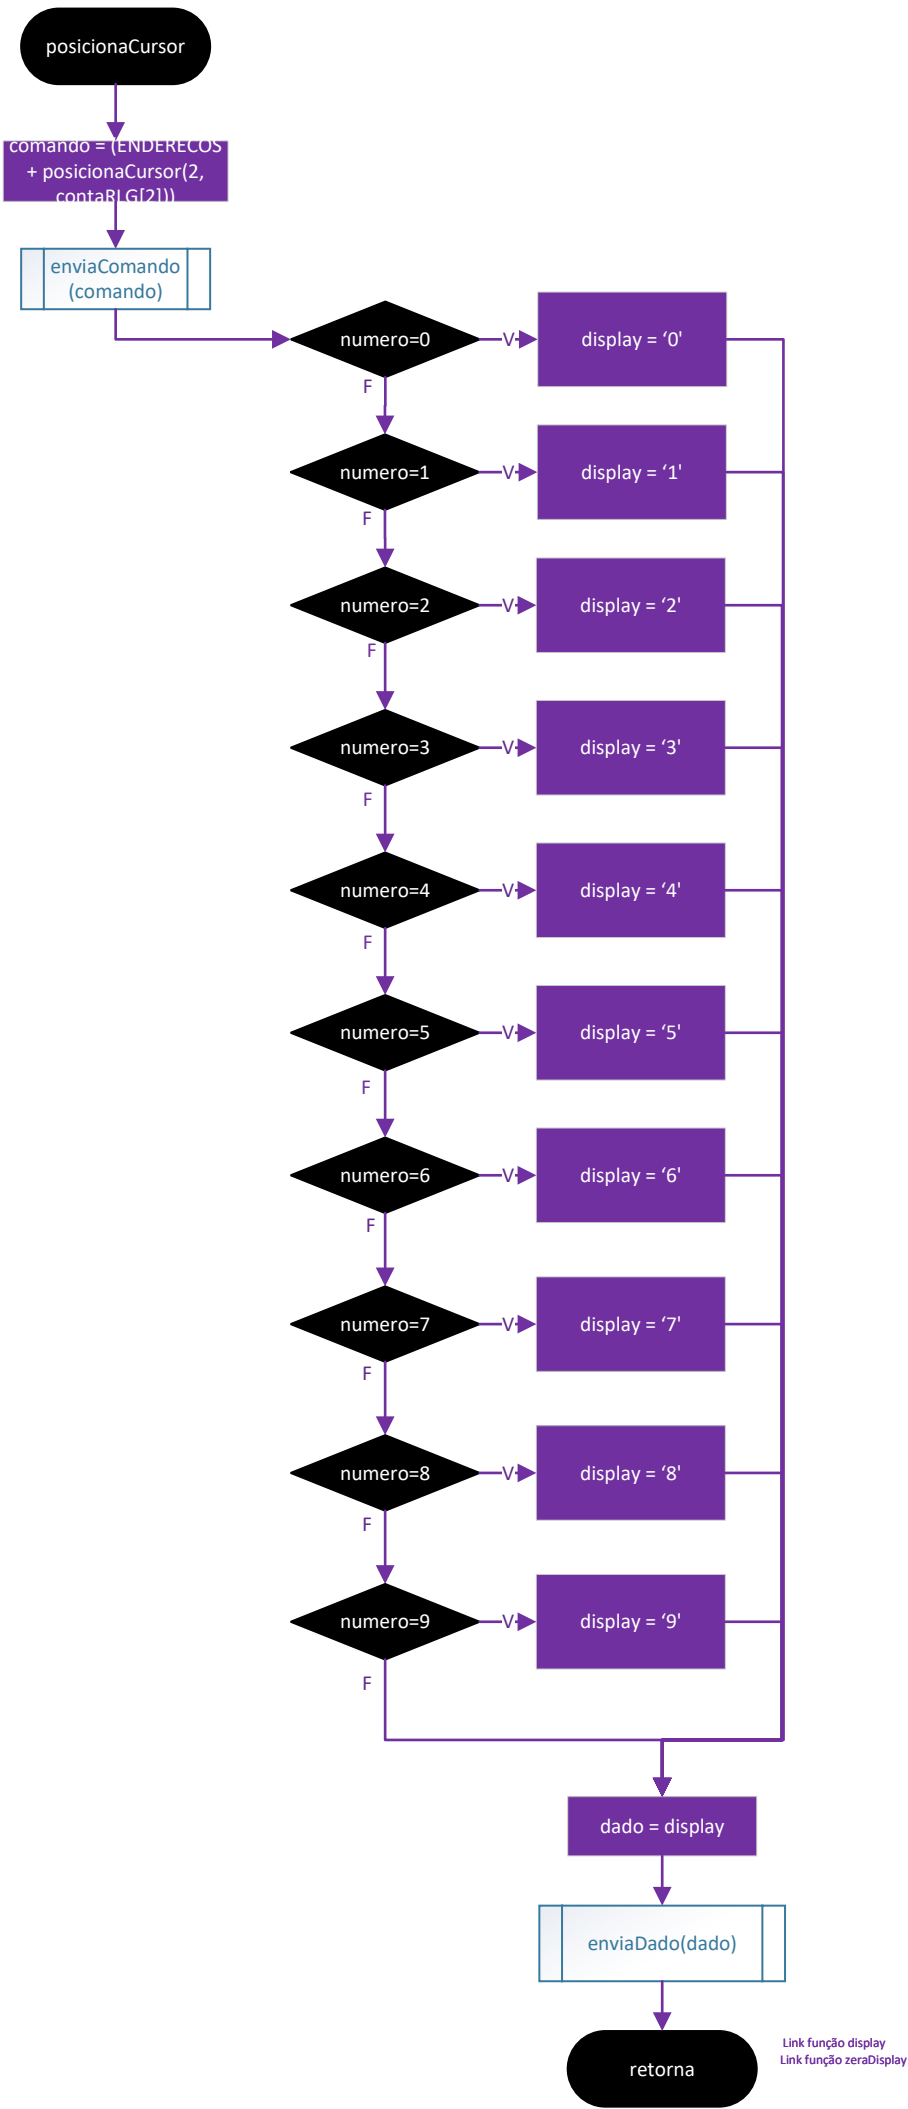 posicionaCursor
comando = (ENDERECOS
+ posicionaCursor(2,
contaRLG[2]))
enviaComando
(comando)
numero=0
V
display = ‘0'
F
numero=1
V
display = ‘1'
F
numero=2
V
display = ‘2'
F
numero=3
V
display = ‘3'
F
numero=4
V
display = ‘4'
F
numero=5
V
display = ‘5'
F
numero=6
V
display = ‘6'
F
numero=7
V
display = ‘7'
F
numero=8
V
display = ‘8'
F
numero=9
V
display = ‘9'
F
dado = display
enviaDado(dado)
retorna
Link função display
Link função zeraDisplay